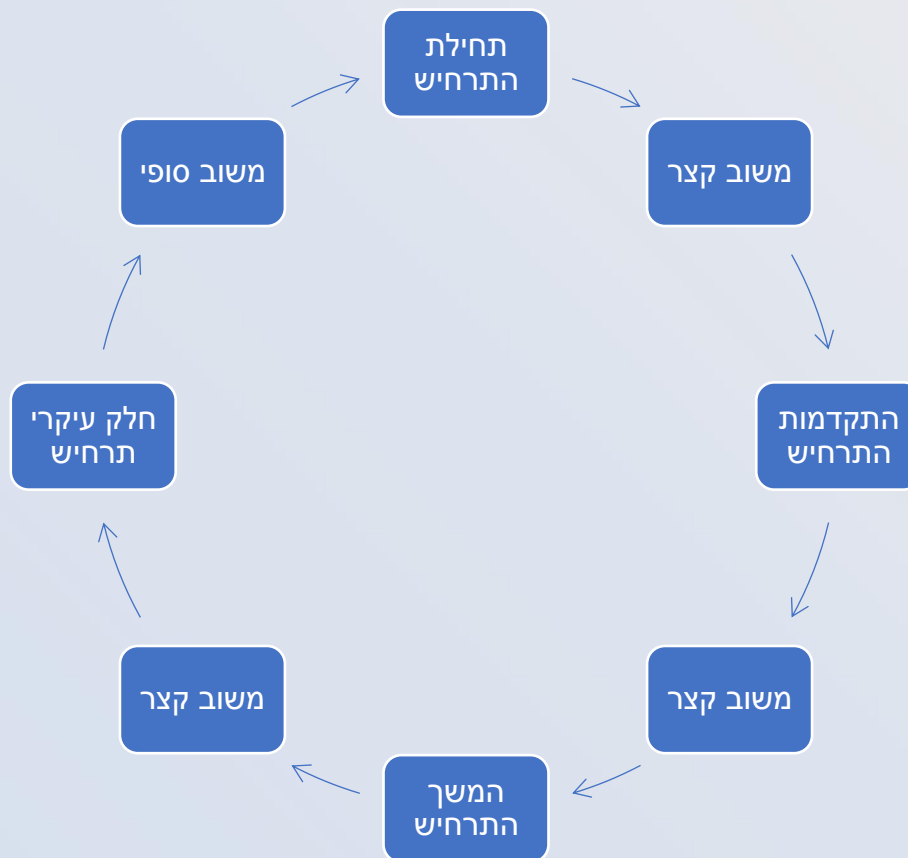 תחילת
התרחיש
משוב קצר
התקדמות
התרחיש
משוב קצר
המשך
התרחיש
משוב קצר
חלק עיקרי
תרחיש
משוב סופי